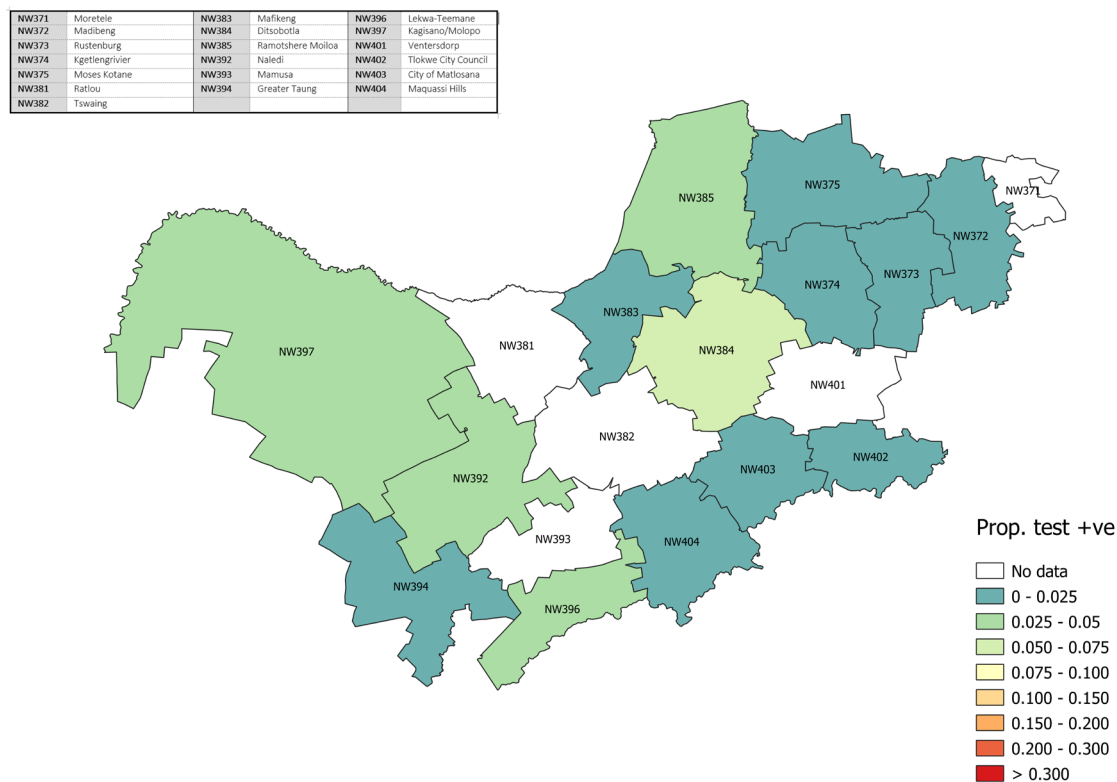 NW371 Moretele NW383 Mafikeng NW396 Lekwa-Teemane
NW372 Madibeng NW384 Ditsobotla NW397 Kagisano/Molopo
NW373 Rustenburg NW385 Ramotshere Moiloa NW401 Ventersdorp
NW374 Kgetlengrivier NW392 Naledi NW402 Tlokwe City Council
NW375 Moses Kotane NW393 Mamusa NW403 City of Matlosana
NW381 Ratlou NW394 Greater Taung NW404 Maquassi Hills
NW382 Tswaing
NW385
NW375
NW371
NW372
NW373
NW374
NW383
NW381
NW397
NW384
NW401
NW382
NW402
NW403
NW392
NW393
NW404
NW394
NW396
Prop. test +ve
No data
0 - 0.025
0.025 - 0.05
0.050 - 0.075
0.075 - 0.100
0.100 - 0.150
0.150 - 0.200
0.200 - 0.300
> 0.300